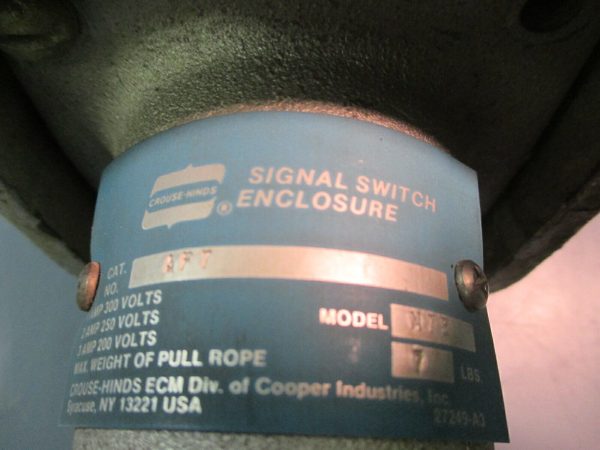 CROUSE-HINDS ®
SIGNAL SWITCH
ENCLOSURE
CAT.
NO.
AMP 300 VOLTS
AMP 250 VOLTS
AMP 200 VOLTS
MODEL
MAX. WEIGHT OF PULL ROPE 7 LBS.
CROUSE-HINDS ECM Div. of Cooper Industries, Inc.
Syracuse, NY 13221 USA
27249-A3